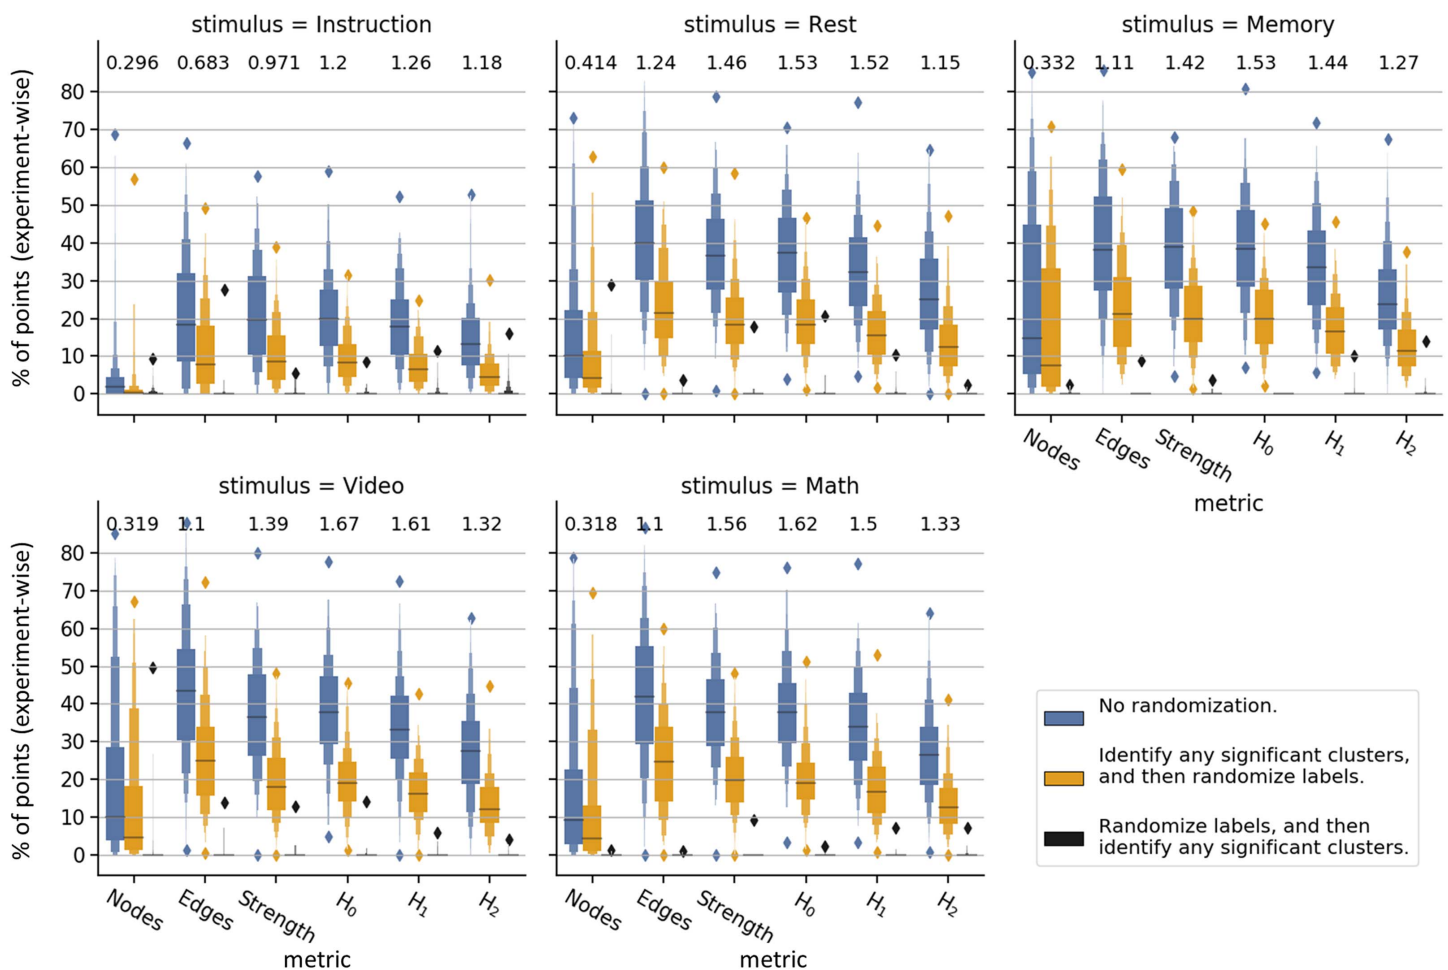 stimulus = Instruction
stimulus = Rest
stimulus = Memory
0.296 0.683 0.971 1.2 1.26 1.18
0.414 1.24 1.46 1.53 1.52 1.15
0.332 1.11 1.42 1.53 1.44 1.27
% of points (experiment-wise)
80
70
60
50
40
30
20
10
0
Nodes Edges Strength H0 H1 H2
metric
stimulus = Video
stimulus = Math
0.319 1.1 1.39 1.67 1.61 1.32
0.318 1.1 1.56 1.62 1.5 1.33
% of points (experiment-wise)
80
70
60
50
40
30
20
10
0
Nodes Edges Strength H0 H1 H2
metric
Nodes Edges Strength H0 H1 H2
metric
No randomization.
Identify any significant clusters,
and then randomize labels.
Randomize labels, and then
identify any significant clusters.